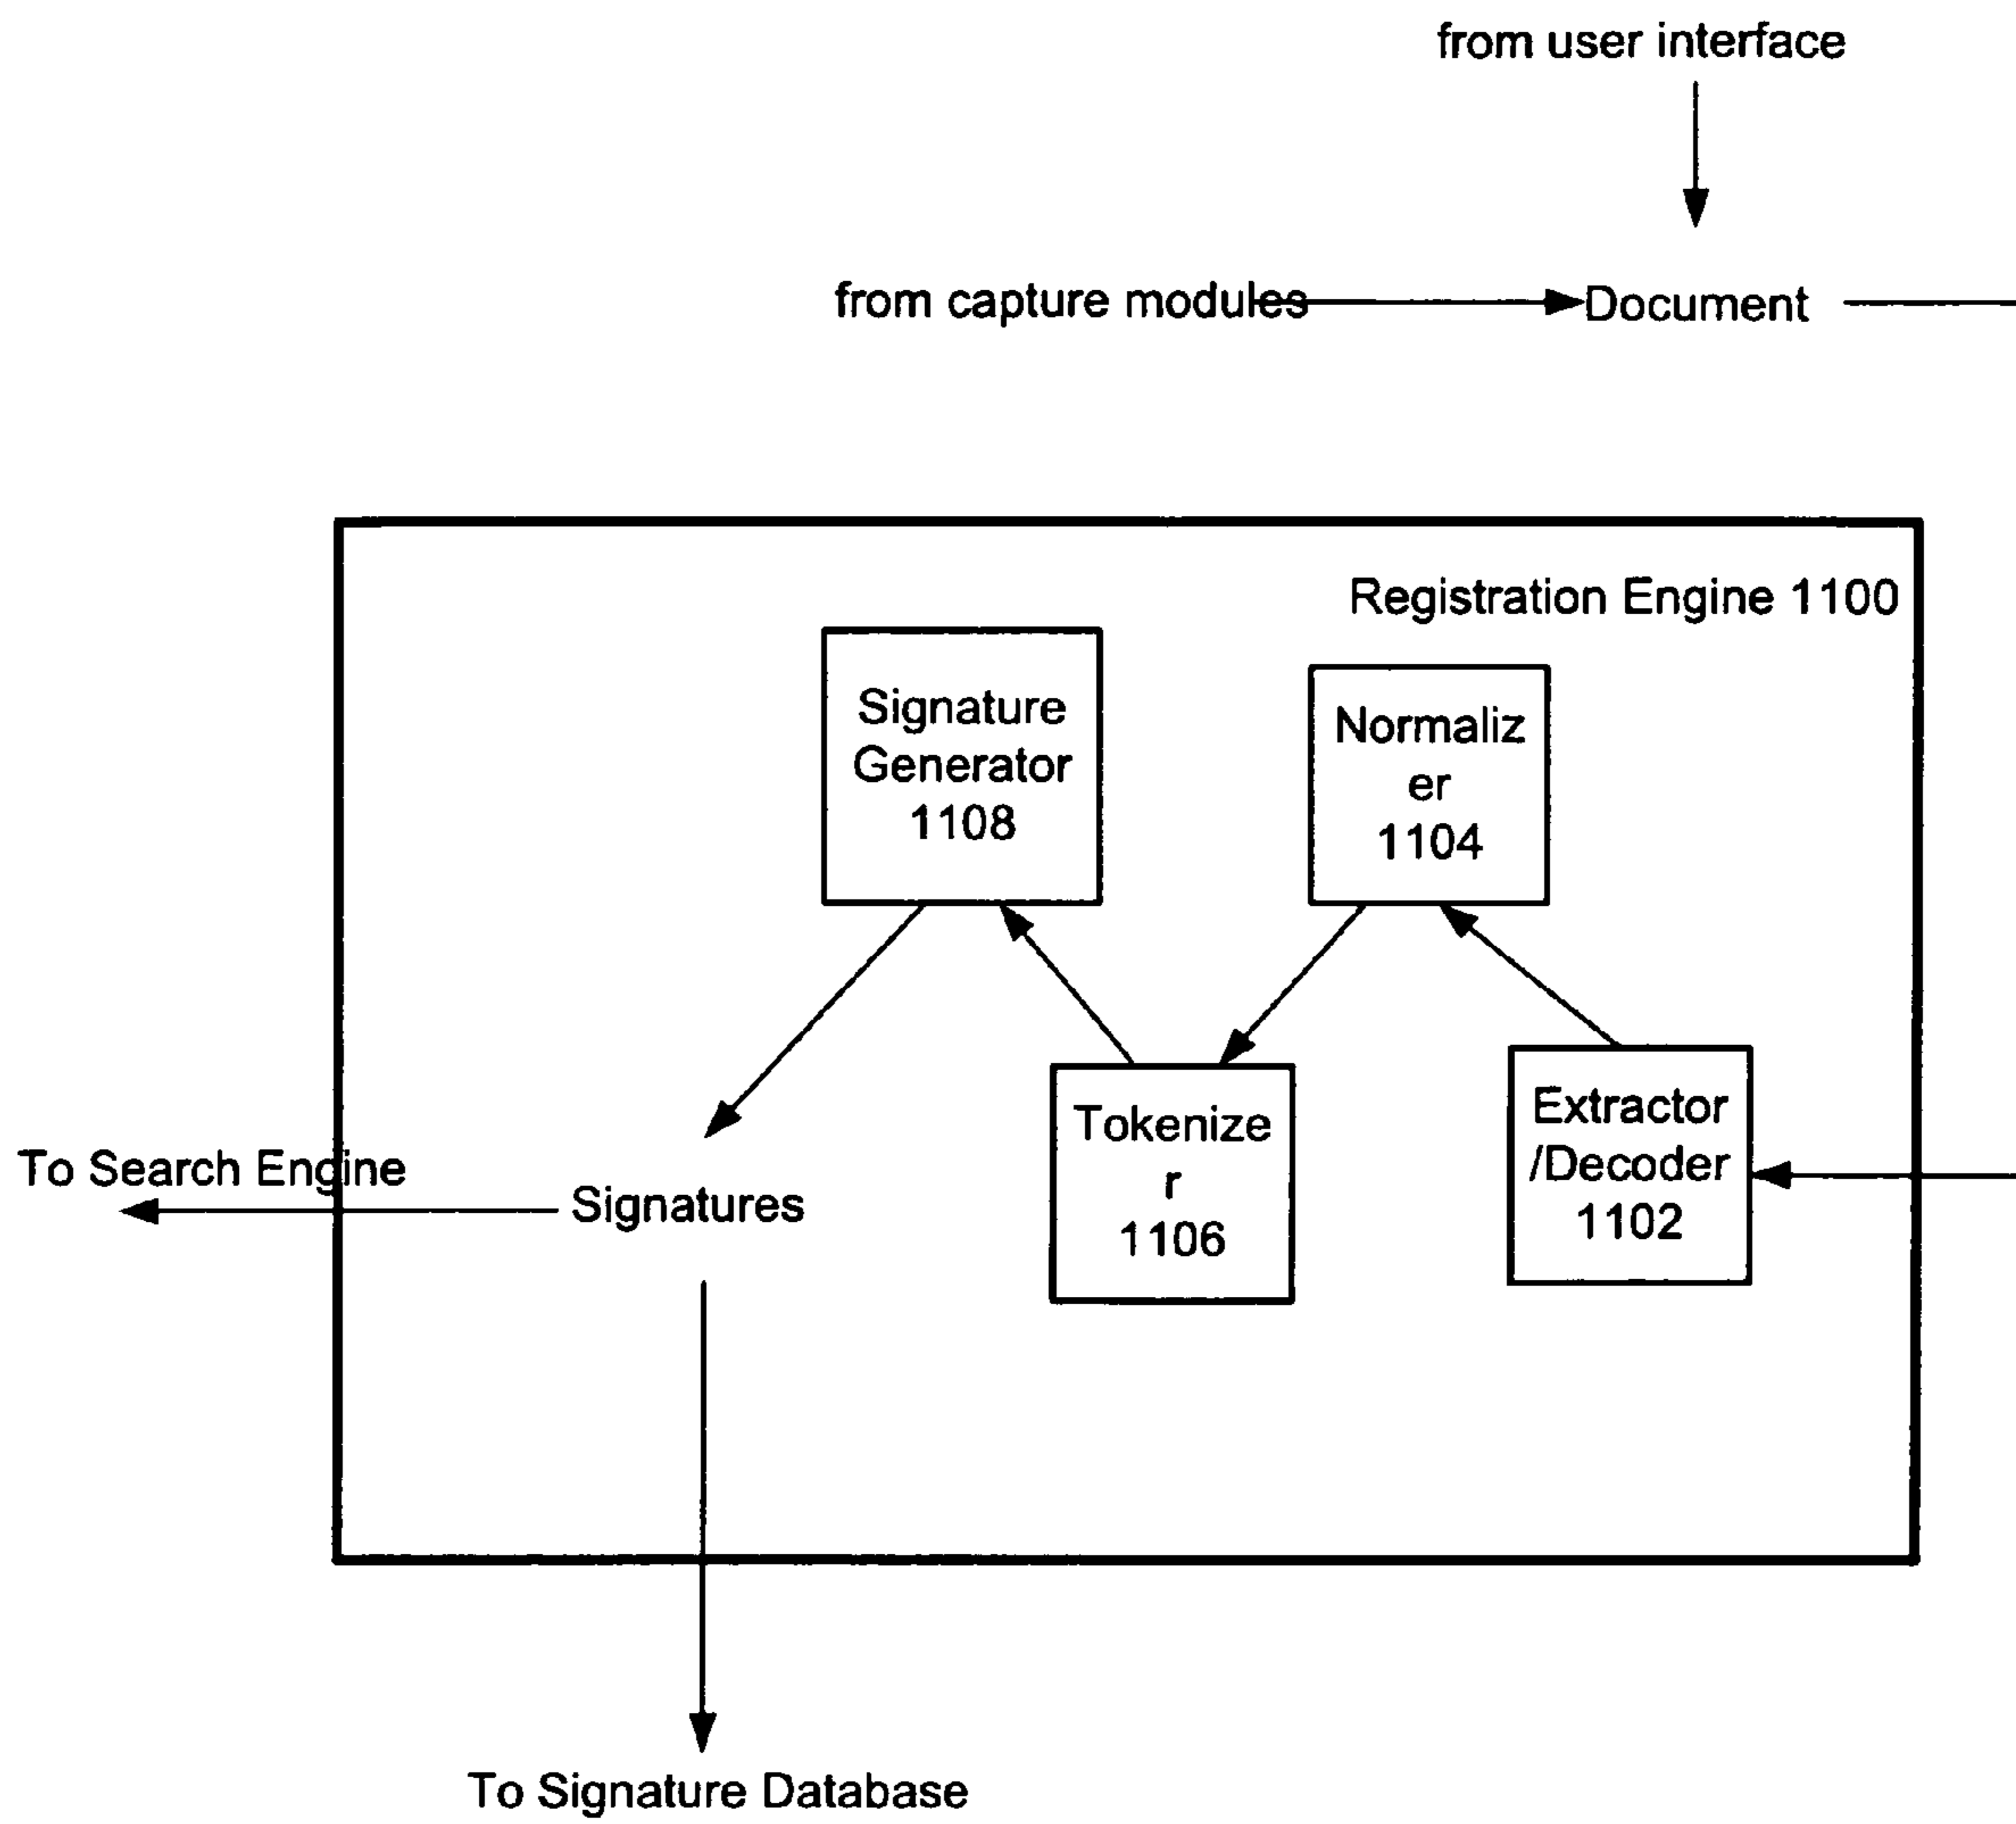 from user interface
from capture modules
Document
Registration Engine 1100
Signature
Generator
1108
Normaliz
er
1104
To Search Engine
Signatures
Tokenize
r
1106
Extractor
/Decoder
1102
To Signature Database